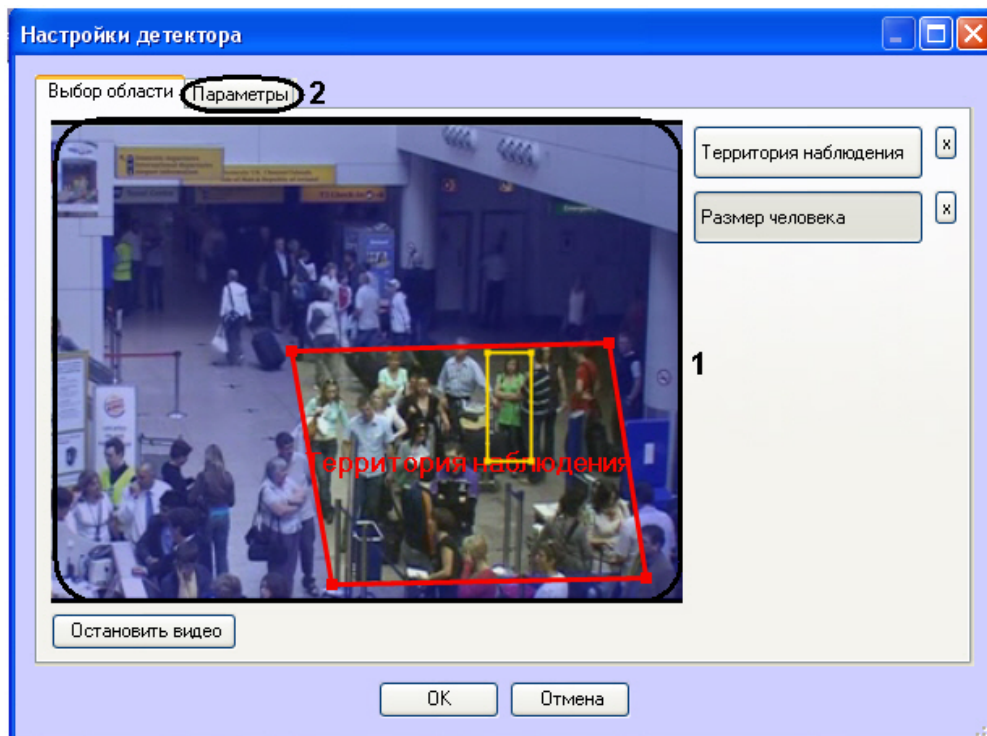 Настройки детектора
Выбор области
Параметры
2
Территория наблюдения
x
Размер человека
x
1
Территория наблюдения
Остановить видео
OK
Отмена